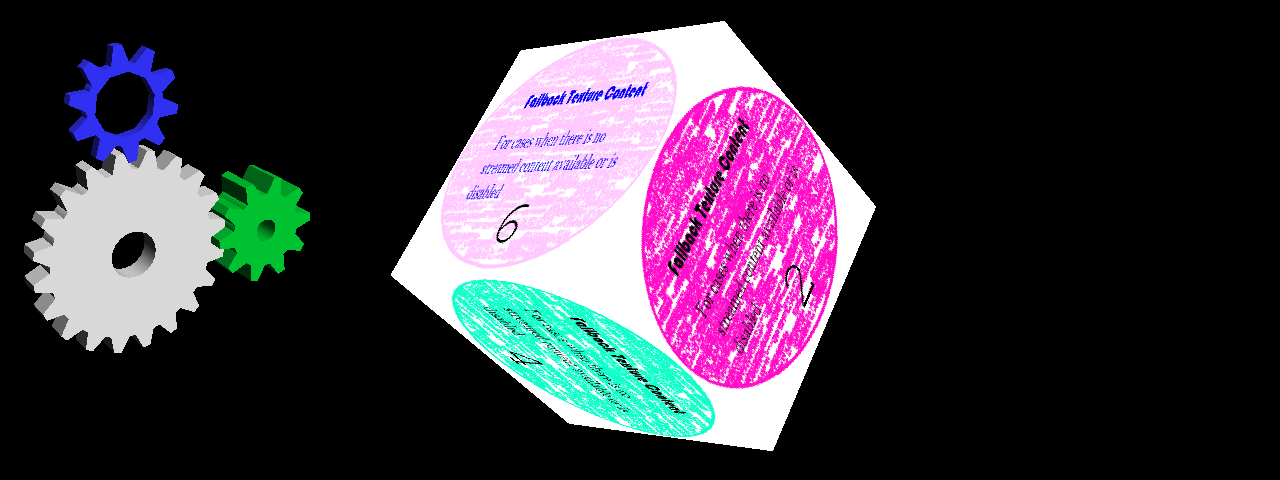 Fallback Texture Content
For cases when there is no
streamed content available or is
disabled
6
Fallback Texture Content
For cases when there is no
streamed content available or is
disabled
2
Fallback Texture Content
For cases when there is no
streamed content available or is
disabled